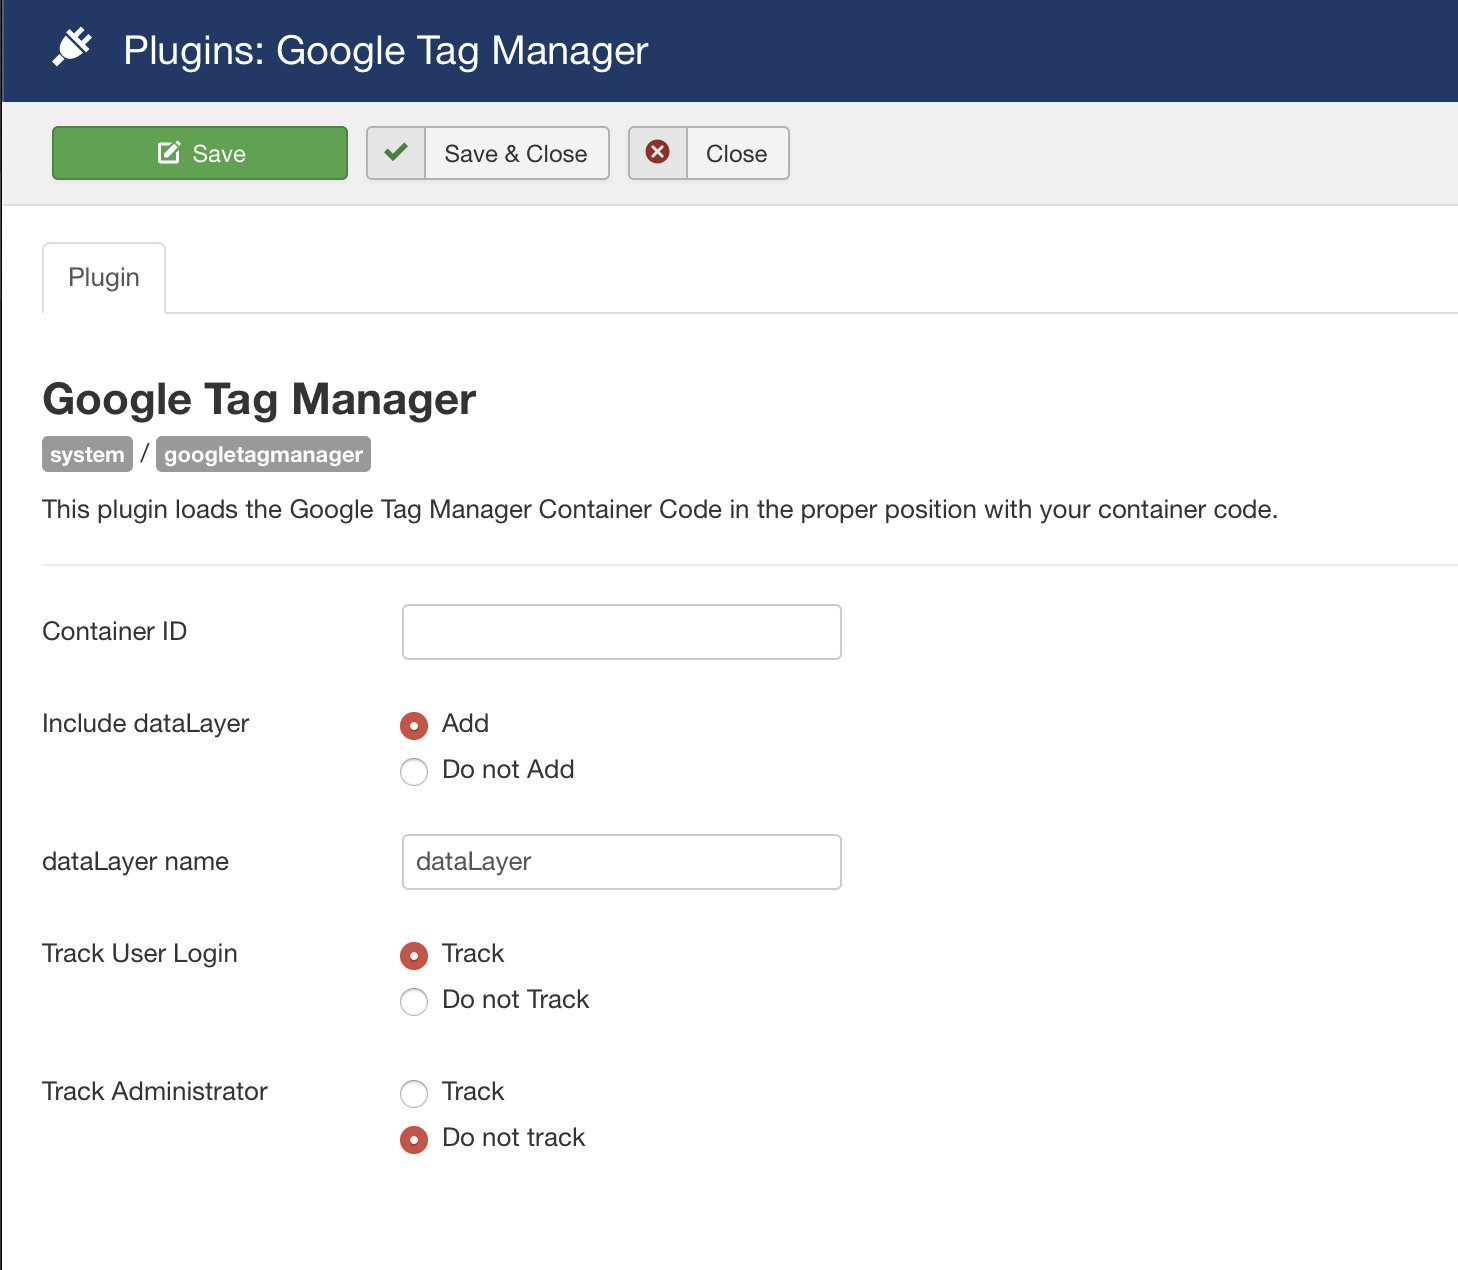 Plugins: Google Tag Manager
Save
Save & Close
Close
Plugin
Google Tag Manager
system / googletagmanager
This plugin loads the Google Tag Manager Container Code in the proper position with your container code.
Container ID
Include dataLayer
Add
Do not Add
dataLayer name
dataLayer
Track User Login
Track
Do not Track
Track Administrator
Track
Do not track